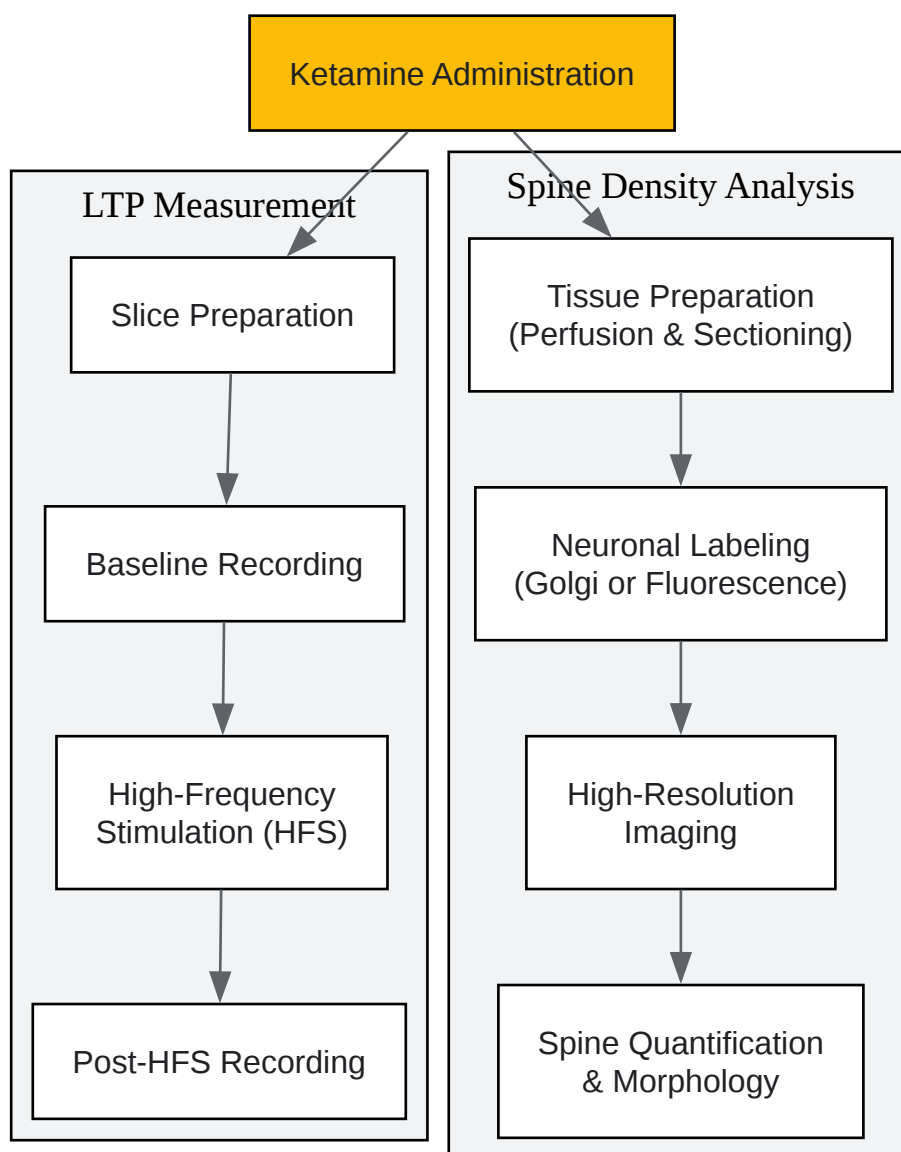 Ketamine Administration
LTP Measurement
Slice Preparation
Baseline Recording
High-Frequency
Stimulation (HFS)
Post-HFS Recording
Spine Density Analysis
Tissue Preparation
(Perfusion & Sectioning)
Neuronal Labeling
(Golgi or Fluorescence)
High-Resolution
Imaging
Spine Quantification
& Morphology